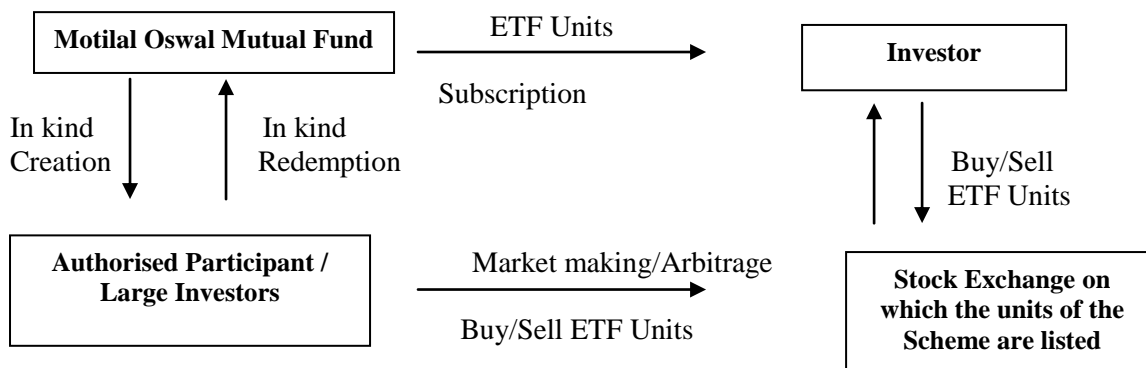 Motilal Oswal Mutual Fund
ETF Units
Subscription
Investor
In kind
Creation
In kind
Redemption
Buy/Sell
ETF Units
Authorised Participant /
Large Investors
Market making/Arbitrage
Buy/Sell ETF Units
Stock Exchange on
which the units of the
Scheme are listed